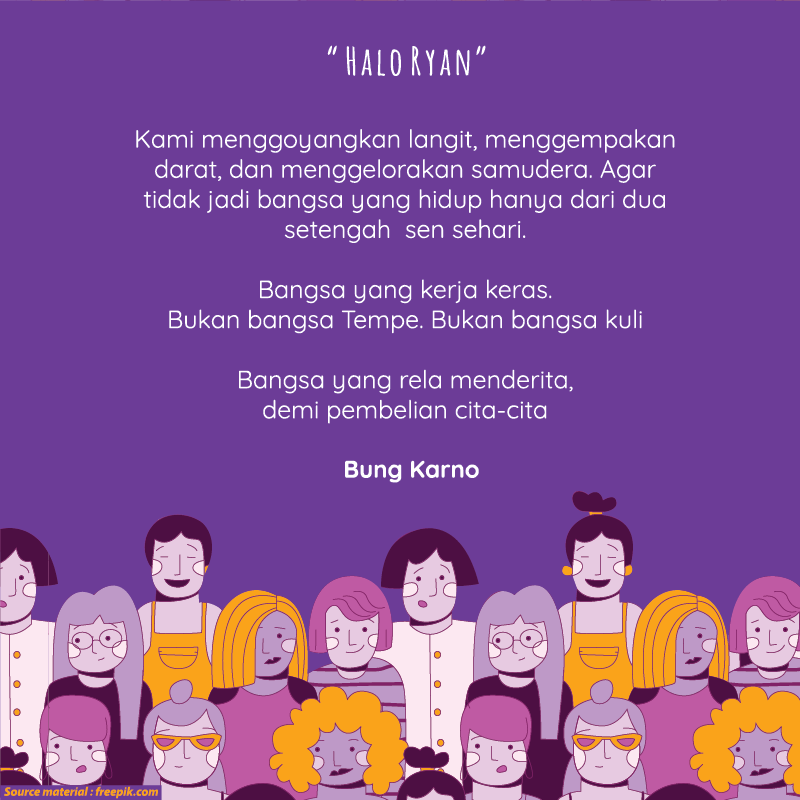 “ Halo Ryan”
Kami menggoyangkan langit, menggempakan
darat, dan menggelorakan samudera. Agar
tidak jadi bangsa yang hidup hanya dari dua
setengah sen sehari.
Bangsa yang kerja keras.
Bukan bangsa Tempe. Bukan bangsa kuli
Bangsa yang rela menderita,
demi pembelian cita-cita
Bung Karno
Source material : freepik.com